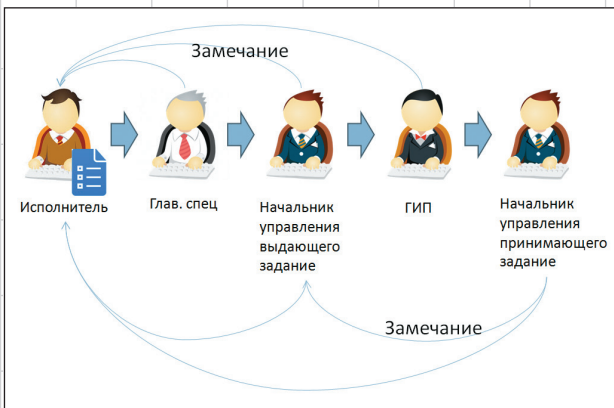 Замечание
Исполнитель
Глав. спец
Начальник
управления
выдающего
задание
ГИП
Начальник
управления
принимающего
задание
Замечание